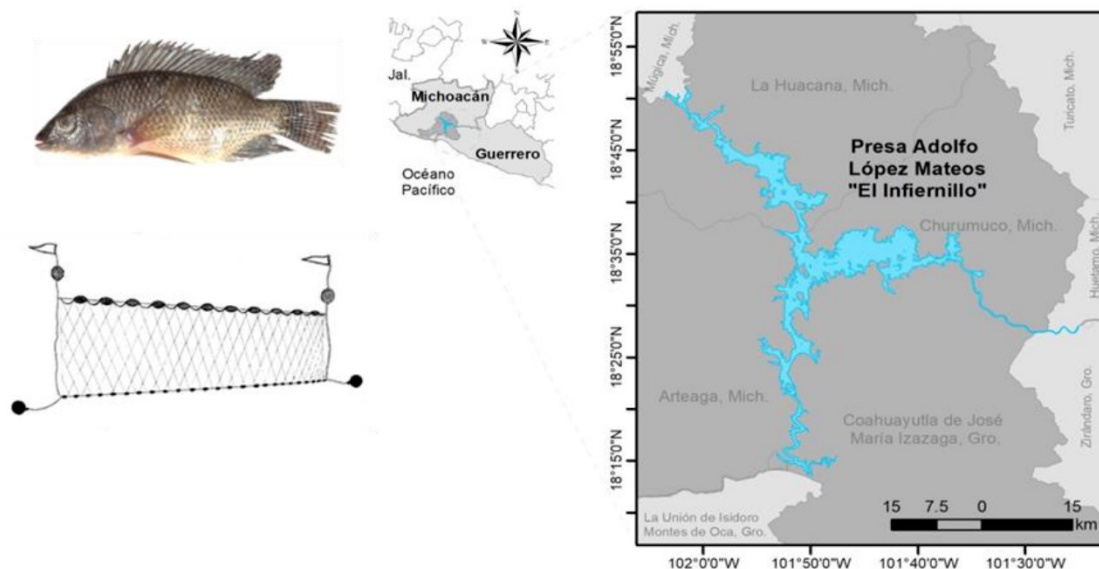 N
W
E
S
Jal.
Michoacán
Guerrero
Océano
Pacífico
Múgica, Mich.
La Huacana, Mich.
Turicato, Mich.
Presa Adolfo
López Mateos
"El Infiernillo"
Churumuco, Mich.
Huetamo, Mich.
Arteaga, Mich.
Coahuayutla de José
María Izazaga, Gro.
Zirándaro, Gro.
La Unión de Isidoro
Montes de Oca, Gro.
15 7.5 0 15
km
18°55'0"N
18°45'0"N
18°35'0"N
18°25'0"N
18°15'0"N
102°0'0"W 101°50'0"W 101°40'0"W 101°30'0"W